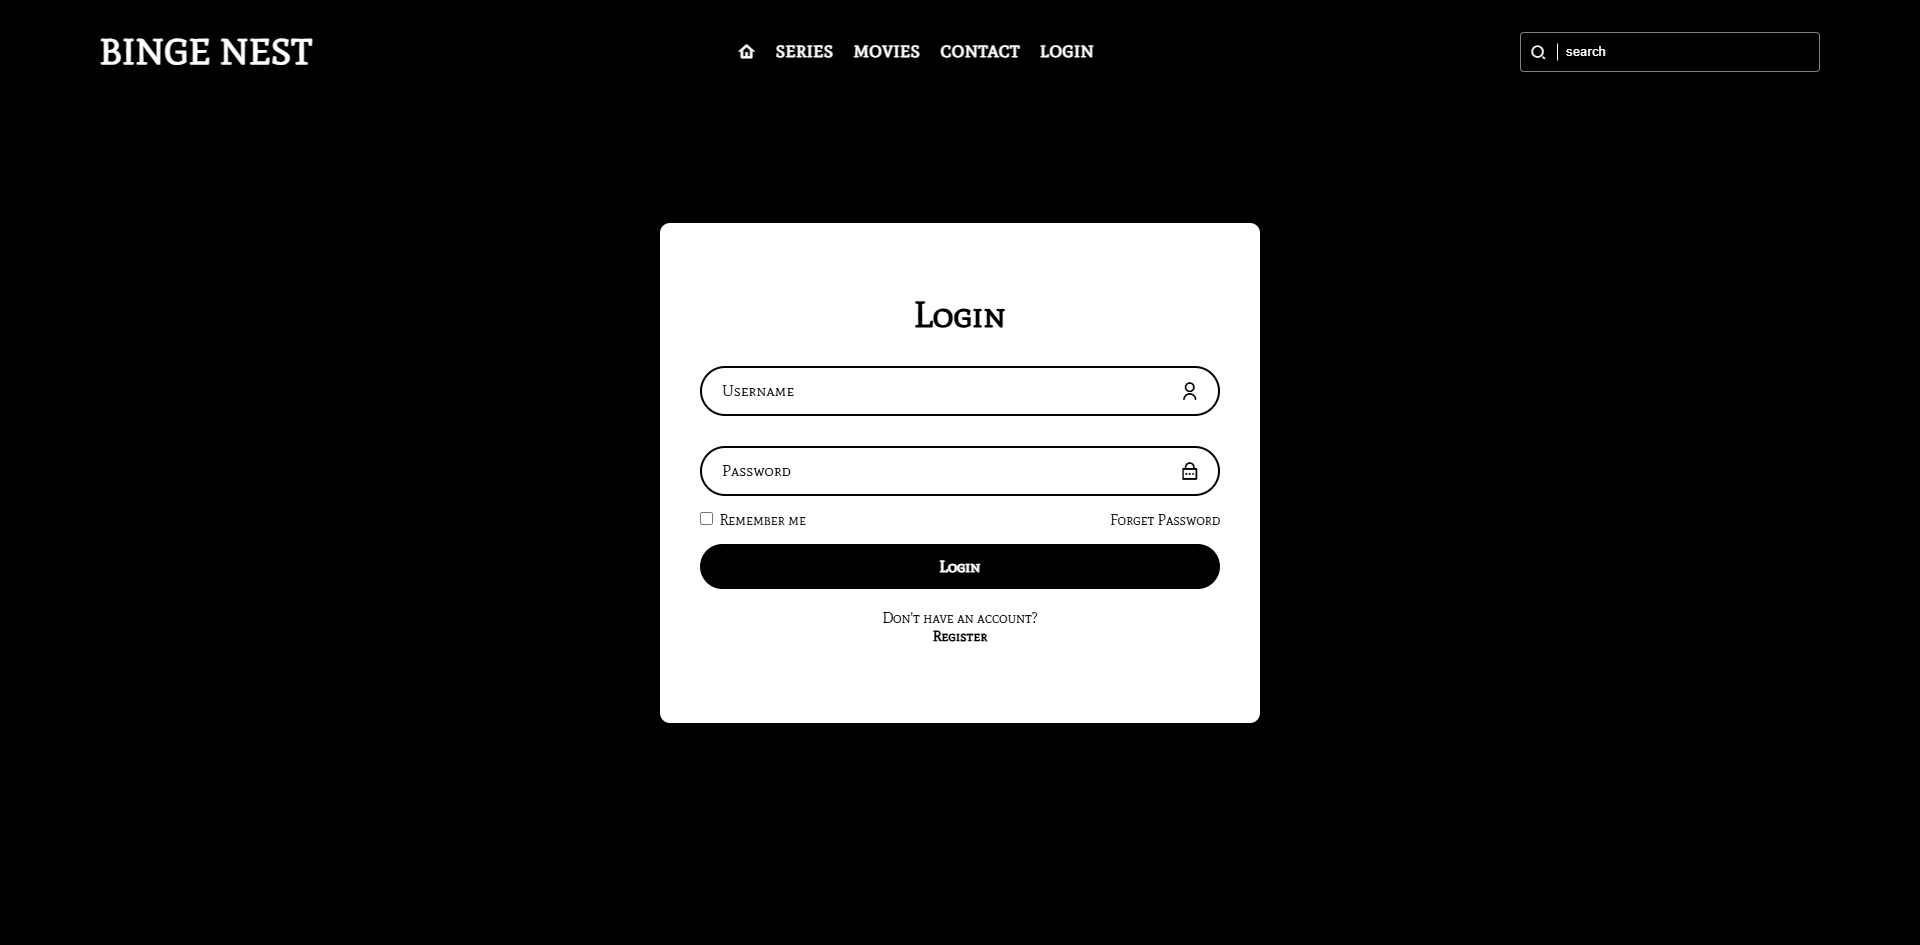 BINGE NEST
SERIES MOVIES CONTACT LOGIN
search
Login
Username
Password
Remember me Forget Password
Login
Don't have an account?
Register